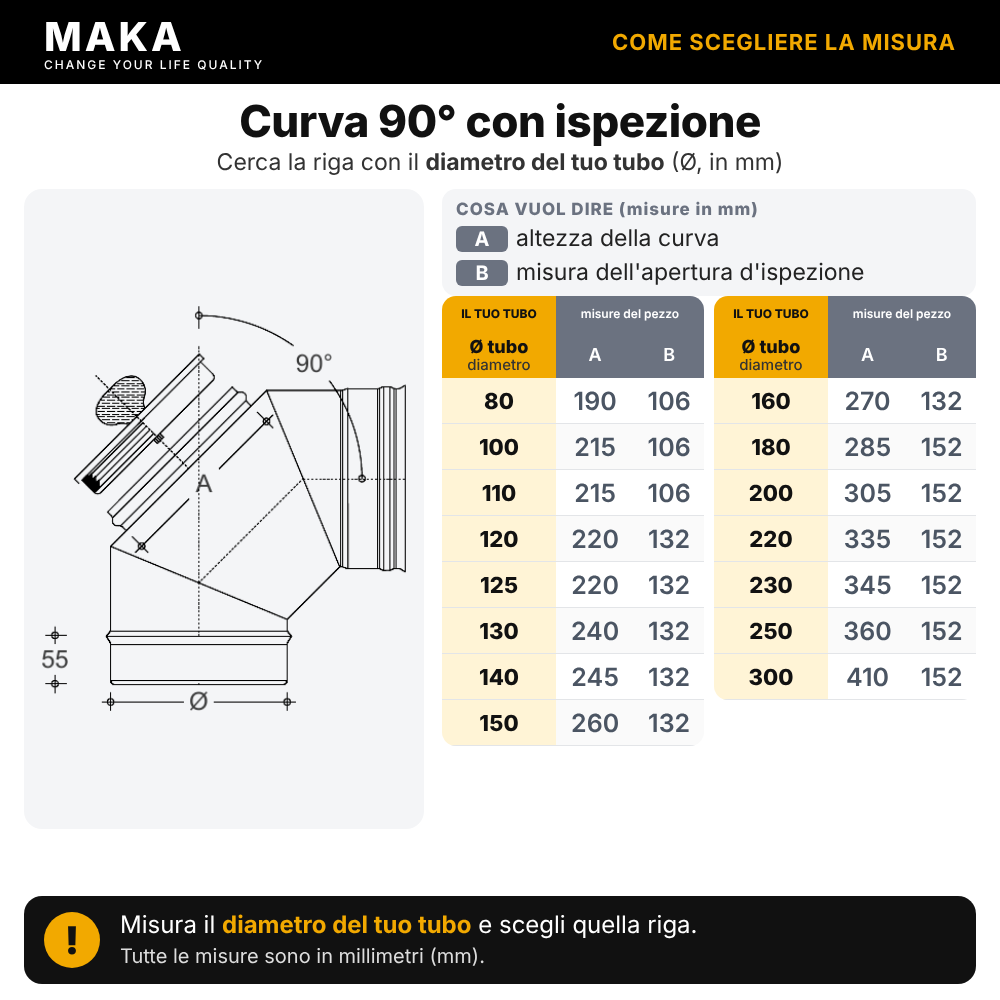 MAKA
CHANGE YOUR LIFE QUALITY
COME SCEGLIERE LA MISURA
Curva 90° con ispezione
Cerca la riga con il diametro del tuo tubo (Ø, in mm)
90°
A
55
Ø
COSA VUOL DIRE (misure in mm)
A altezza della curva
B misura dell'apertura d'ispezione
IL TUO TUBO misure del pezzo
Ø tubo diametro A B
80 190 106
100 215 106
110 215 106
120 220 132
125 220 132
130 240 132
140 245 132
150 260 132
IL TUO TUBO misure del pezzo
Ø tubo diametro A B
160 270 132
180 285 152
200 305 152
220 335 152
230 345 152
250 360 152
300 410 152
!
Misura il diametro del tuo tubo e scegli quella riga.
Tutte le misure sono in millimetri (mm).